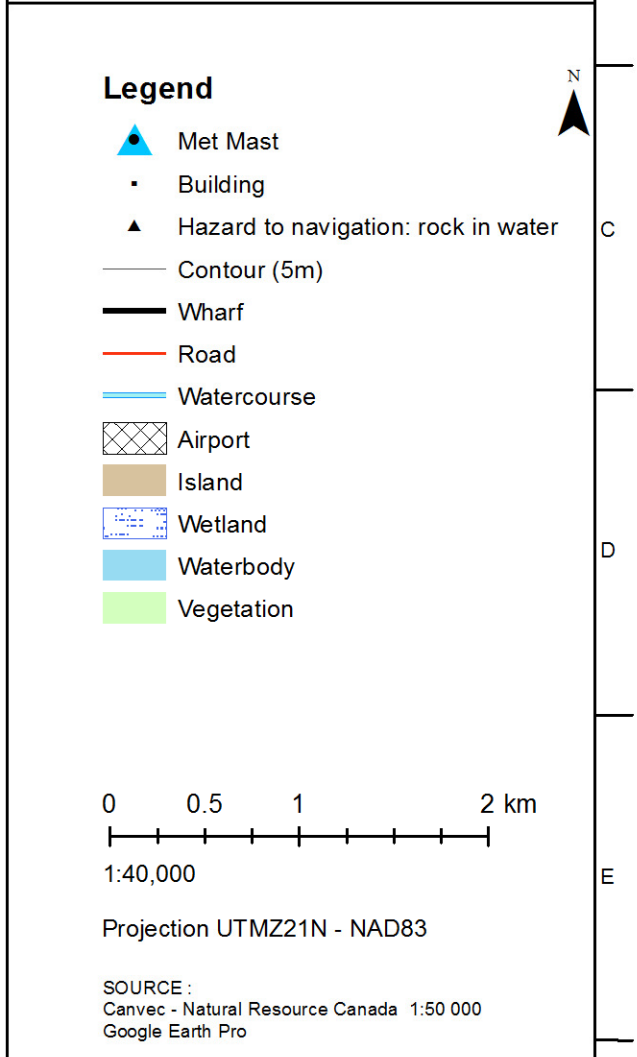 N
Legend
Met Mast
Building
Hazard to navigation: rock in water
C
Contour (5m)
Wharf
Road
Watercourse
Airport
Island
Wetland
D
Waterbody
Vegetation
0 0.5 1 2 km
1:40,000
E
Projection UTMZ21N - NAD83
SOURCE :
Canvec - Natural Resource Canada 1:50 000
Google Earth Pro